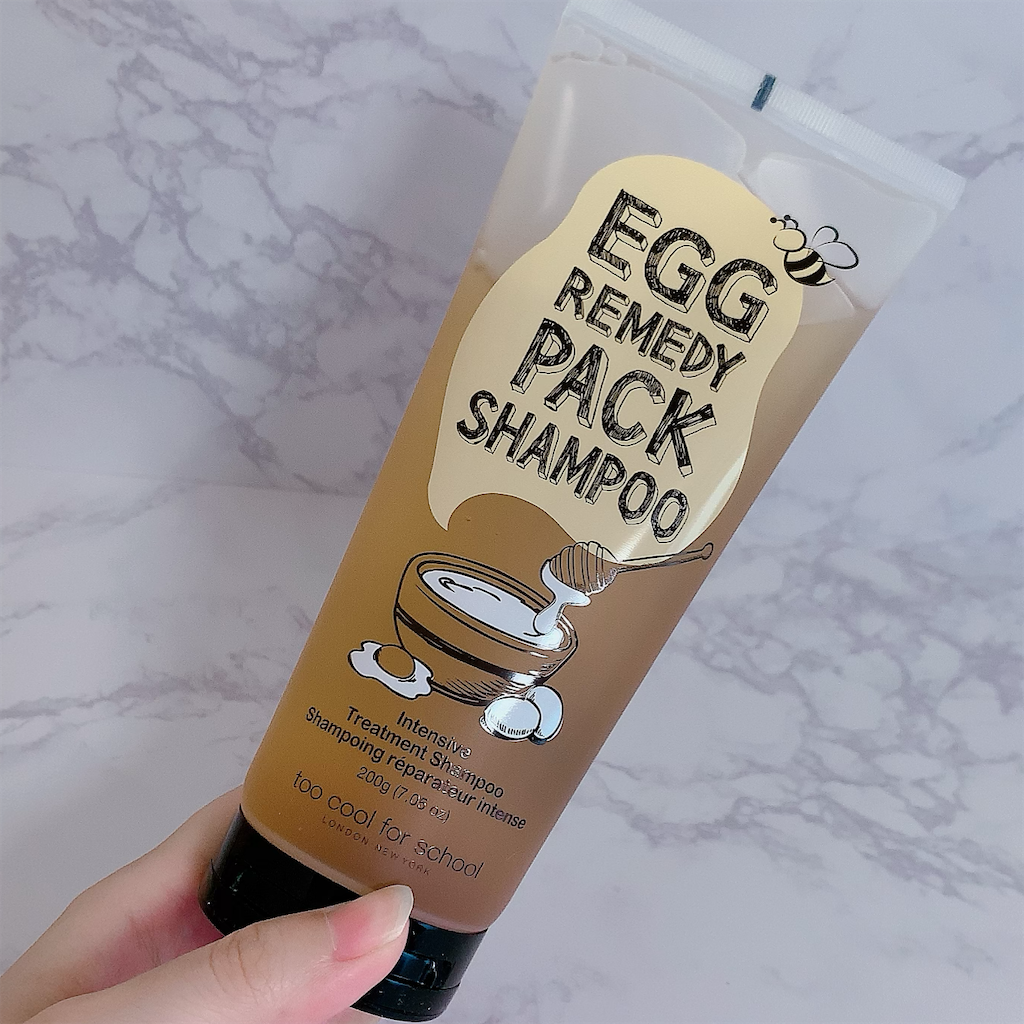 EGG
REMEDY
PACK
SHAMPOO
Intensive
Treatment Shampoo
Shampoing réparateur intense
200g (7.05 oz)
too cool for school
LONDON NEW YORK